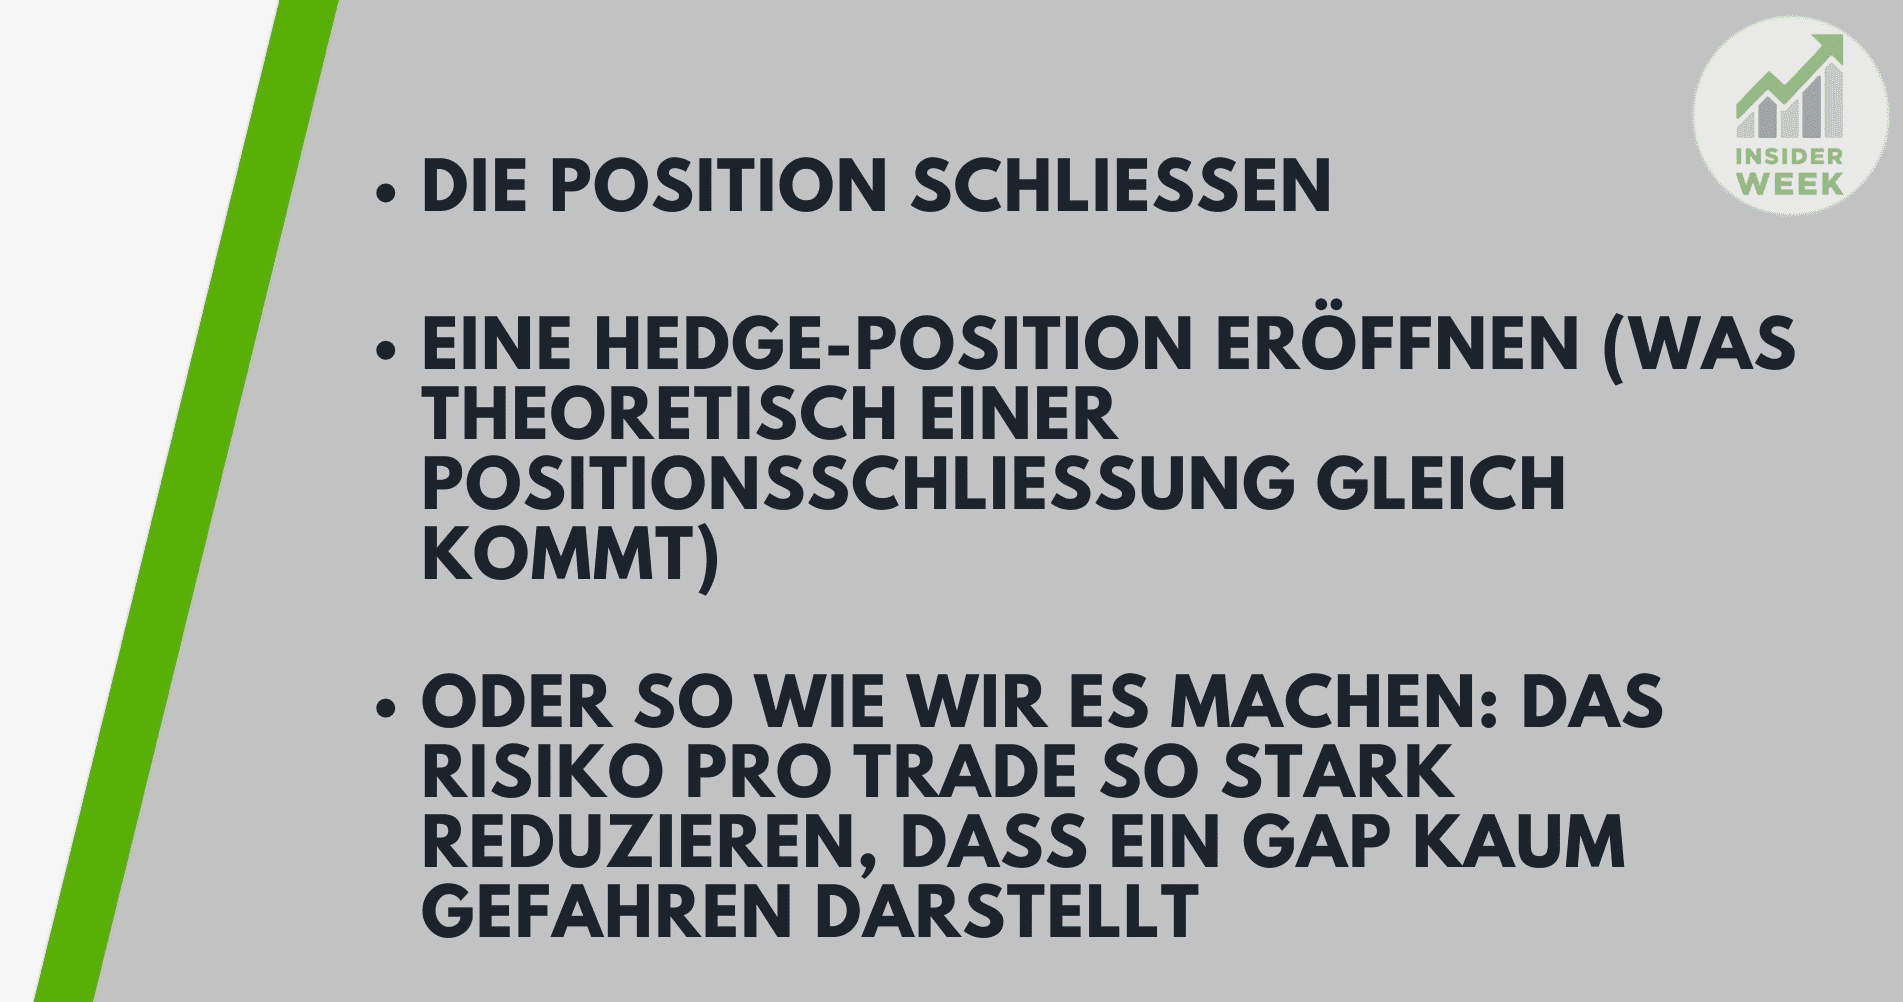 INSIDER
WEEK
• DIE POSITION SCHLIESSEN
• EINE HEDGE-POSITION ERÖFFNEN (WAS
THEORETISCH EINER
POSITIONSSCHLIESSUNG GLEICH
KOMMT)
• ODER SO WIE WIR ES MACHEN: DAS
RISIKO PRO TRADE SO STARK
REDUZIEREN, DASS EIN GAP KAUM
GEFAHREN DARSTELLT